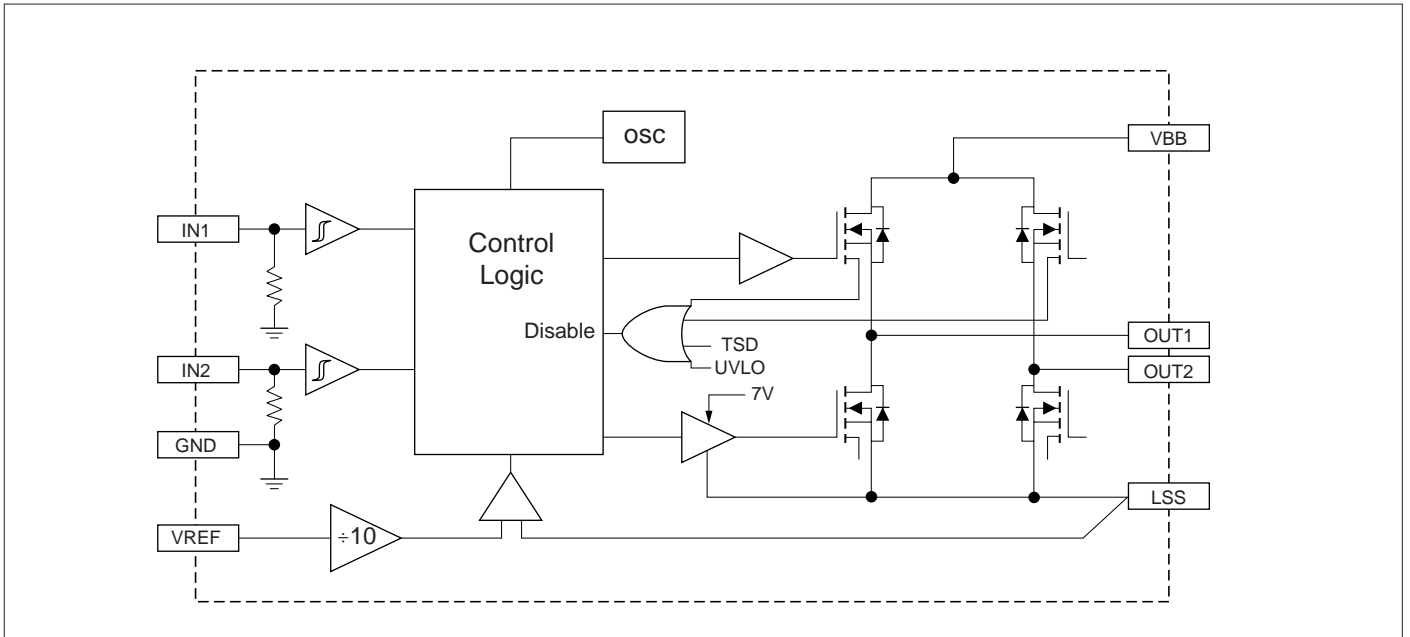 OSC
VBB
IN1
Control
Logic
Disable
TSD
UVLO
OUT1
OUT2
IN2
7V
GND
LSS
VREF
÷10